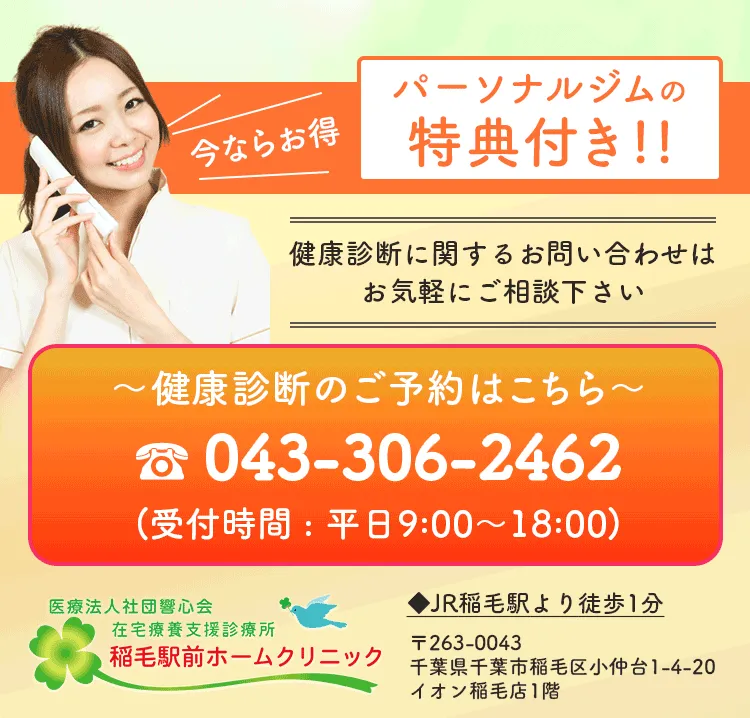 今ならお得
パーソナルジムの
特典付き!!
健康診断に関するお問い合わせは
お気軽にご相談下さい
～健康診断のご予約はこちら～
☎ 043-306-2462
(受付時間：平日9:00～18:00)
医療法人社団響心会
在宅療養支援診療所
稲毛駅前ホームクリニック
◆JR稲毛駅より徒歩1分
〒263-0043
千葉県千葉市稲毛区小仲台1-4-20
イオン稲毛店1階